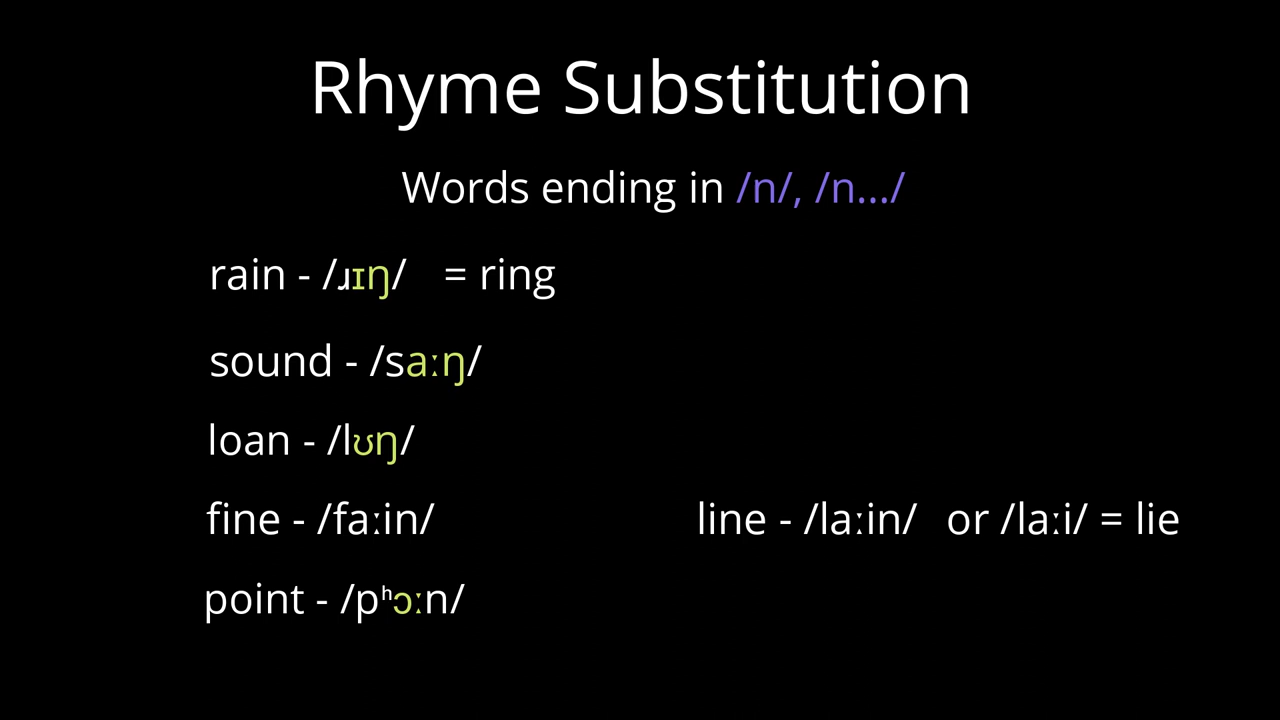 Rhyme Substitution
Words ending in /n/, /n.../
rain - /ɹɪŋ/ = ring
sound - /saːŋ/
loan - /lʊŋ/
fine - /faːin/ line - /laːin/ or /laːi/ = lie
point - /pʰɔːn/